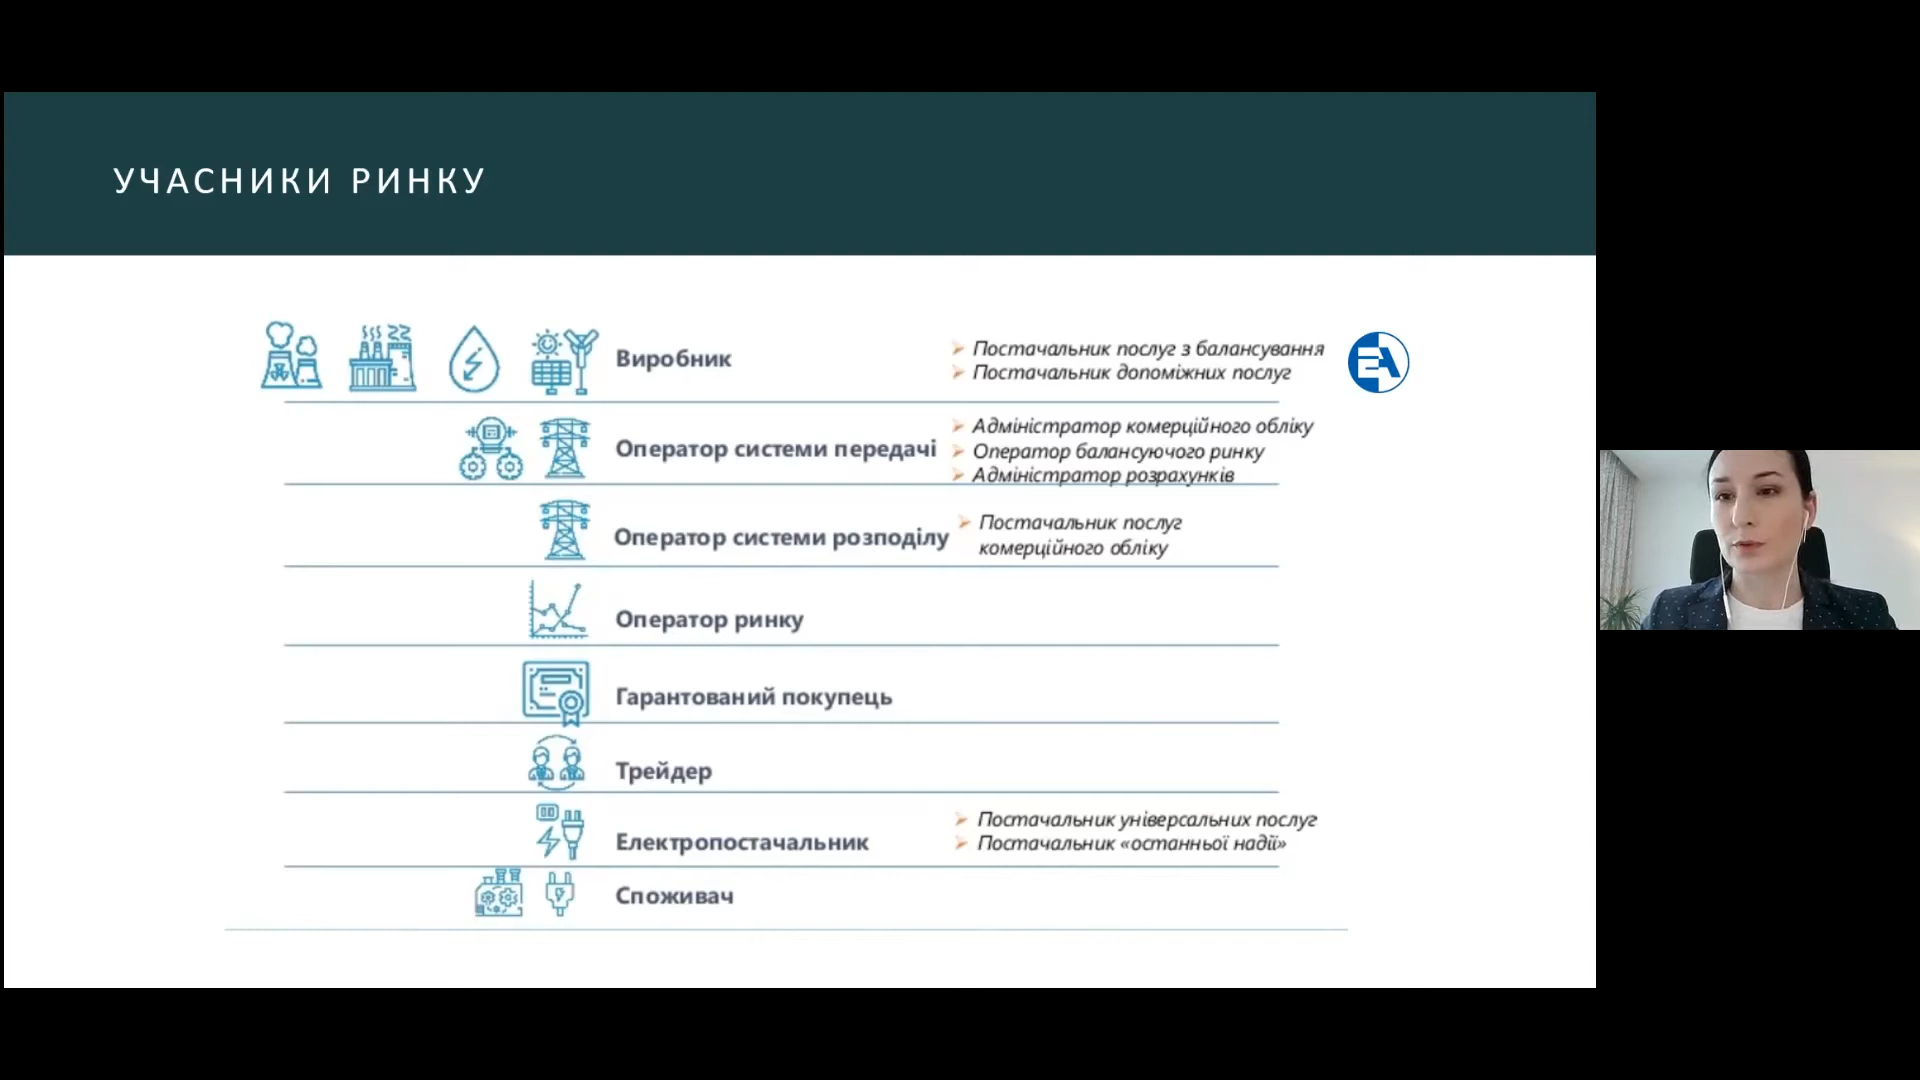 УЧАСНИКИ РИНКУ
Виробник
Постачальник послуг з балансування
Постачальник допоміжних послуг
EA
Оператор системи передачі
Адміністратор комерційного обліку
Оператор балансуючого ринку
Адміністратор розрахунків
Оператор системи розподілу
Постачальник послуг
комерційного обліку
Оператор ринку
Гарантований покупець
Трейдер
Електропостачальник
Постачальник універсальних послуг
Постачальник «останньої надії»
Споживач